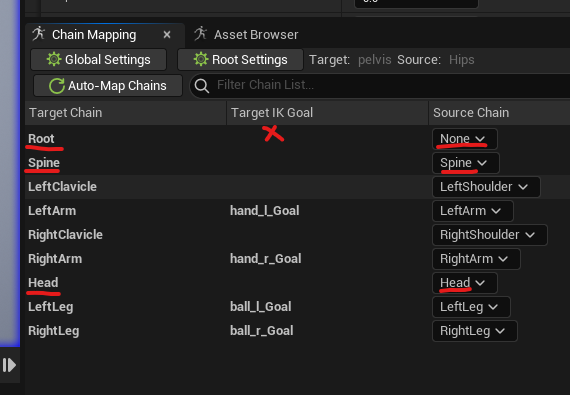 Chain Mapping × Asset Browser
Global Settings Root Settings Target: pelvis Source: Hips
Auto-Map Chains Filter Chain List...
Target Chain Target IK Goal Source Chain
Root None
Spine Spine
LeftClavicle LeftShoulder
LeftArm hand_l_Goal LeftArm
RightClavicle RightShoulder
RightArm hand_r_Goal RightArm
Head Head
LeftLeg ball_l_Goal LeftLeg
RightLeg ball_r_Goal RightLeg